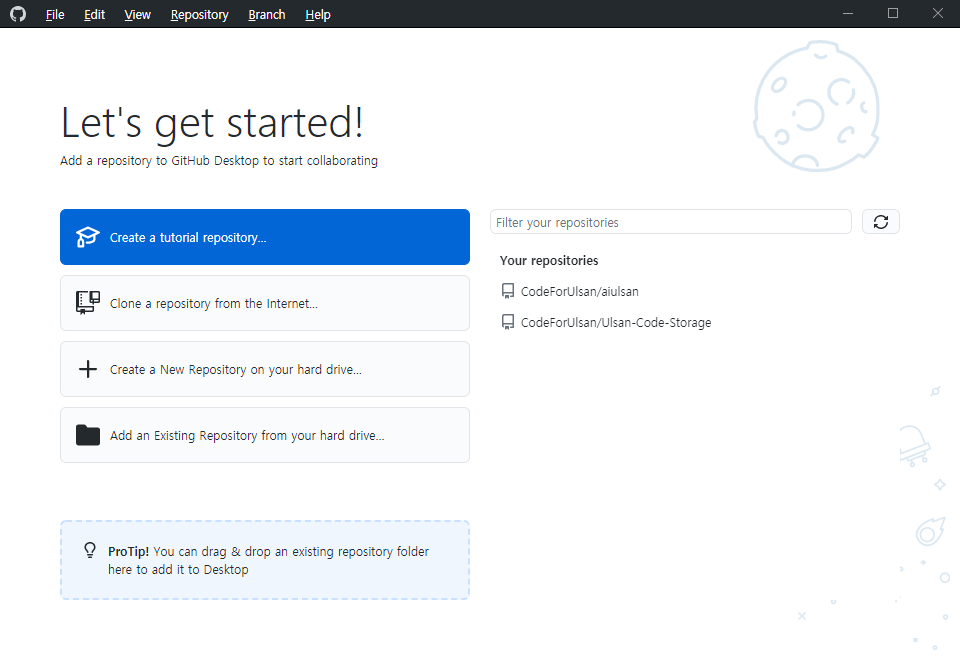 File Edit View Repository Branch Help
Let's get started!
Add a repository to GitHub Desktop to start collaborating
Create a tutorial repository...
Clone a repository from the Internet...
Create a New Repository on your hard drive...
Add an Existing Repository from your hard drive...
ProTip! You can drag & drop an existing repository folder
here to add it to Desktop
Filter your repositories
Your repositories
CodeForUlsan/aiulsan
CodeForUlsan/Ulsan-Code-Storage